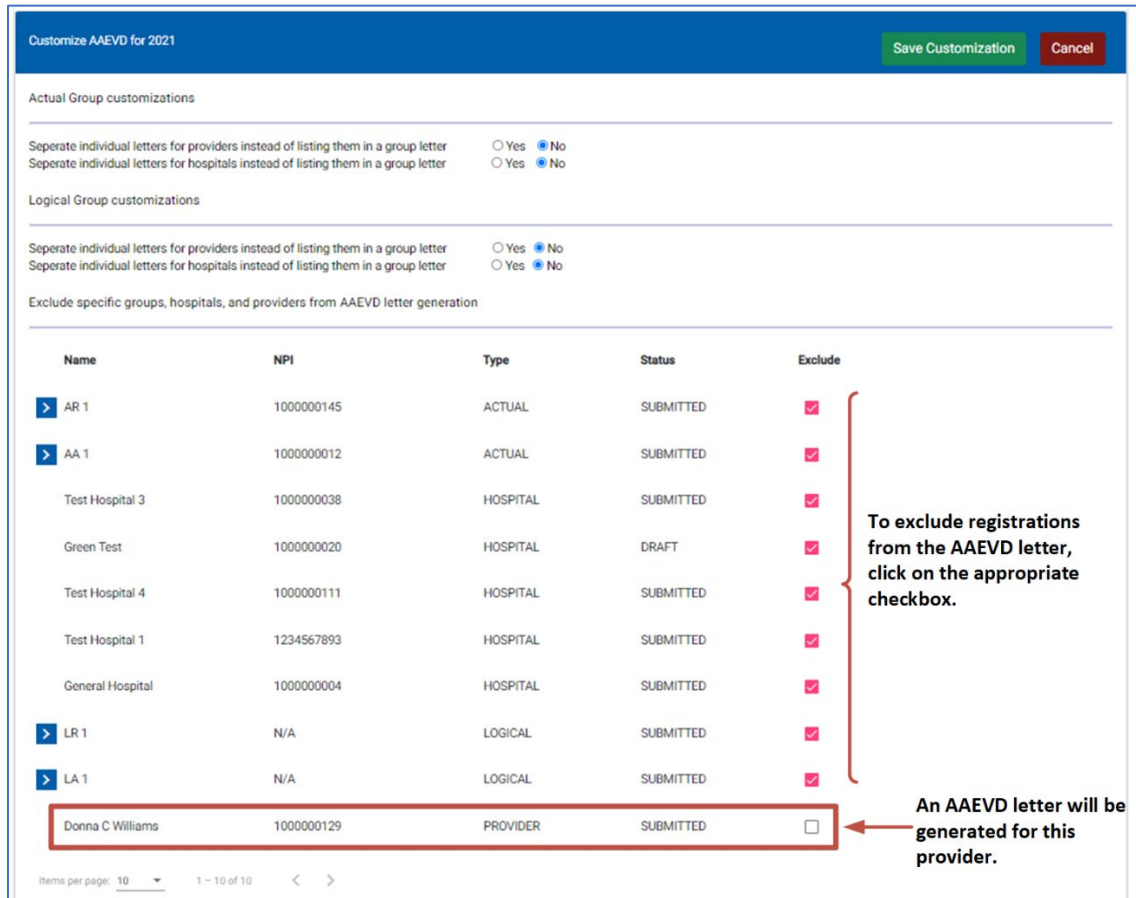 Customize AAEVD for 2021
Save Customization
Cancel
Actual Group customizations
Seperate individual letters for providers instead of listing them in a group letter Yes No
Seperate individual letters for hospitals instead of listing them in a group letter Yes No
Logical Group customizations
Seperate individual letters for providers instead of listing them in a group letter Yes No
Seperate individual letters for hospitals instead of listing them in a group letter Yes No
Exclude specific groups, hospitals, and providers from AAEVD letter generation
Name NPI Type Status Exclude
AR 1 1000000145 ACTUAL SUBMITTED
AA 1 1000000012 ACTUAL SUBMITTED
Test Hospital 3 1000000038 HOSPITAL SUBMITTED
Green Test 1000000020 HOSPITAL DRAFT
Test Hospital 4 1000000111 HOSPITAL SUBMITTED
Test Hospital 1 1234567893 HOSPITAL SUBMITTED
General Hospital 1000000004 HOSPITAL SUBMITTED
LR 1 N/A LOGICAL SUBMITTED
LA 1 N/A LOGICAL SUBMITTED
Donna C Williams 1000000129 PROVIDER SUBMITTED
To exclude registrations
from the AAEVD letter,
click on the appropriate
checkbox.
An AAEVD letter will be
generated for this
provider.
Items per page: 10 1 – 10 of 10